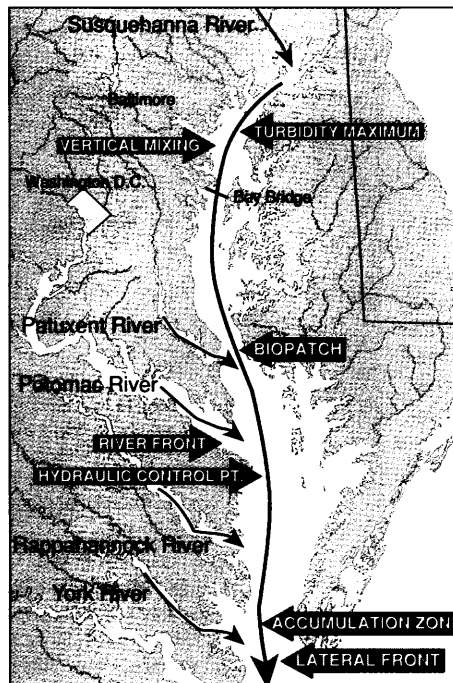 Susquehanna River
Baltimore
TURBIDITY MAXIMUM
VERTICAL MIXING
Washington D.C.
Bay Bridge
Patuxent River
BIOPATCH
Potomac River
RIVER FRONT
HYDRAULIC CONTROL PT.
Rappahannock River
York River
ACCUMULATION ZON
LATERAL FRONT